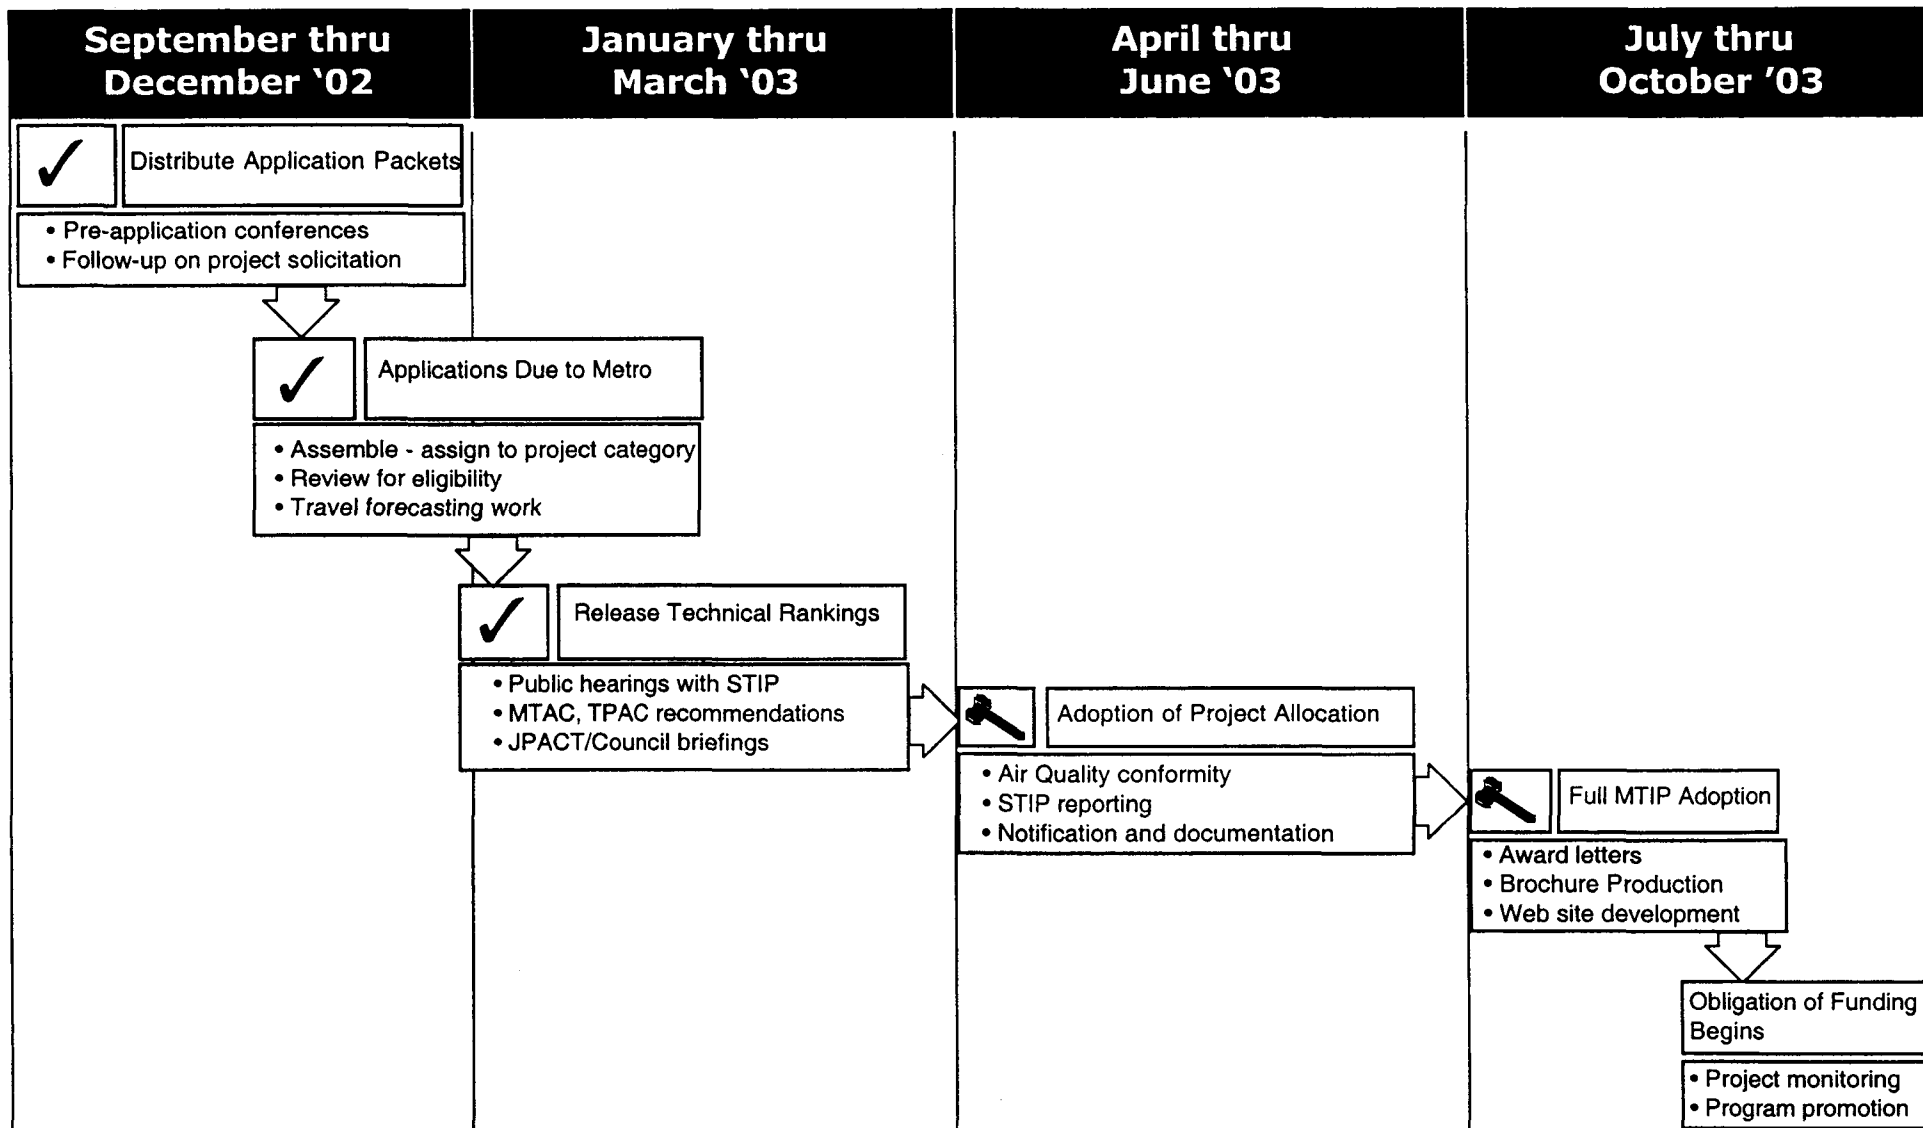 September thru
December ‘02
January thru
March ‘03
April thru
June ‘03
July thru
October ’03
Distribute Application Packets
• Pre-application conferences
• Follow-up on project solicitation
Applications Due to Metro
• Assemble - assign to project category
• Review for eligibility
• Travel forecasting work
Release Technical Rankings
• Public hearings with STIP
• MTAC, TPAC recommendations
• JPACT/Council briefings
Adoption of Project Allocation
• Air Quality conformity
• STIP reporting
• Notification and documentation
Full MTIP Adoption
• Award letters
• Brochure Production
• Web site development
Obligation of Funding
Begins
• Project monitoring
• Program promotion